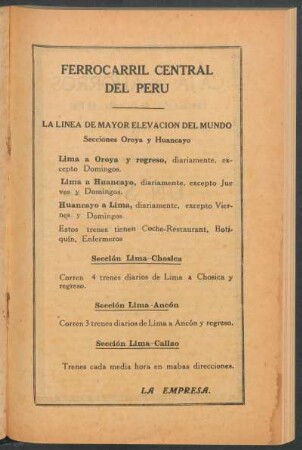 FERROCARRIL CENTRAL
DEL PERU
LA LINEA DE MAYOR ELEVACION DEL MUNDO
Secciones Oroya y Huancayo
Lima a Oroya y regreso, diariamente, ex-
cepto Domingos.
Lima a Huancayo, diariamente, excepto Jue
ves y Domingos.
Huancayo a Lima, diariamente, excepto Vier-
nes y Domingos
Estos trenes tienen Coche-Restaurant, Boti-
quín, Enfermeros
Sección Lima-Chosica
Corren 4 trenes diarios de Lima a Chosica y
regreso.
Sección Lima-Ancón
Corren 3 trenes diarios de Lima a Ancón y regreso.
Sección Lima-Callao
Trenes cada media hora en mabas direcciones.
LA EMPRESA.